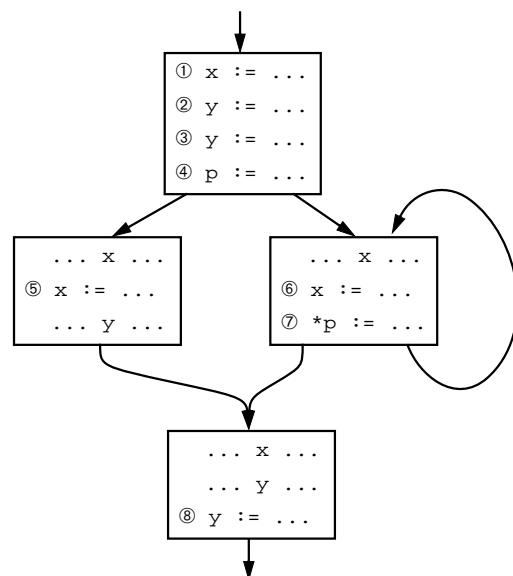 ① x := ...
② y := ...
③ y := ...
④ p := ...
... x ...
⑤ x := ...
... y ...
... x ...
⑥ x := ...
⑦ *p := ...
... x ...
... y ...
⑧ y := ...